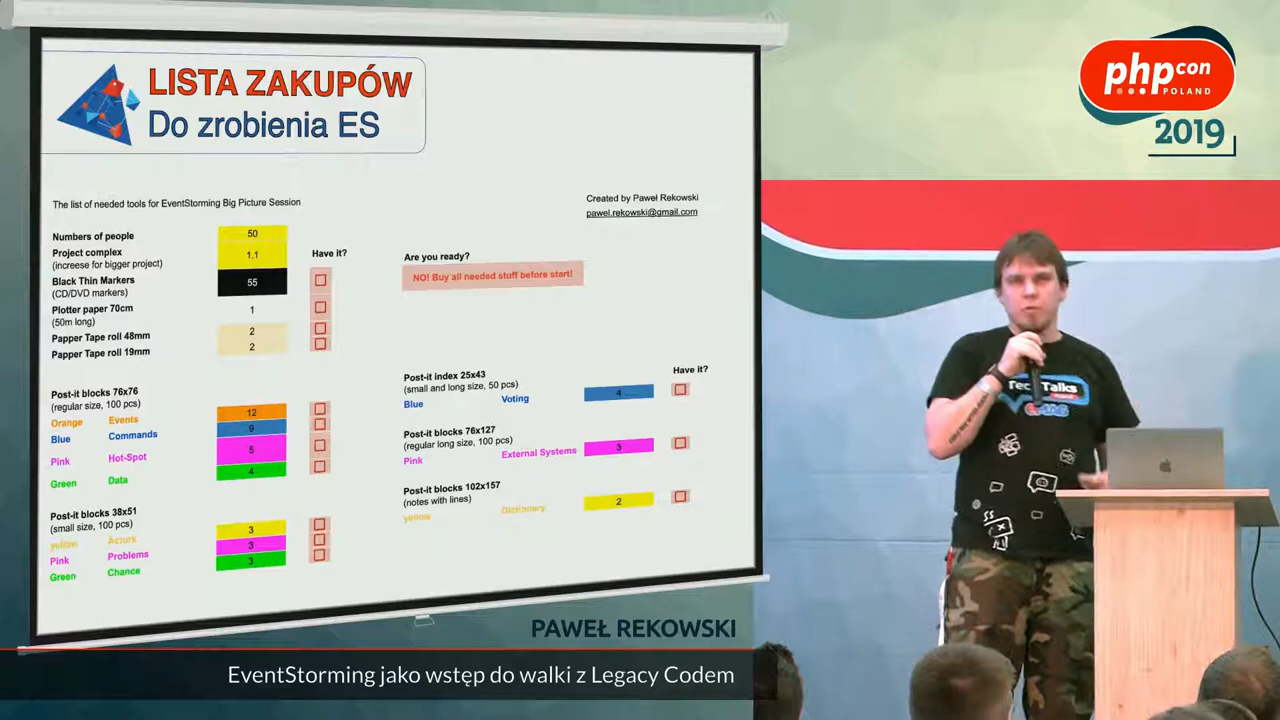 LISTA ZAKUPÓW
Do zrobienia ES
The list of needed tools for EventStorming Big Picture Session
Created by Paweł Rekowski
pawel.rekowski@gmail.com
Numbers of people 50
Project complex 1.1
(increese for bigger project)
Have it?
Black Thin Markers 55
(CD/DVD markers)
Plotter paper 70cm 1
(50m long)
Papper Tape roll 48mm 2
Papper Tape roll 19mm 2
Are you ready?
NO! Buy all needed stuff before start!
Post-it blocks 76x76
(regular size, 100 pcs)
Orange Events 12
Blue Commands 9
Pink Hot-Spot 5
Green Data 4
Post-it blocks 38x51
(small size, 100 pcs)
yellow Actors 3
Pink Problems 3
Green Chance 3
Post-it index 25x43
(small and long size, 50 pcs)
Have it?
Blue Voting 4
Post-it blocks 76x127
(regular long size, 100 pcs)
Pink External Systems 3
Post-it blocks 102x157
(notes with lines)
yellow Dictionary 2
phpcon
POLAND
2019
TechTalks
PAWEŁ REKOWSKI
EventStorming jako wstęp do walki z Legacy Codem